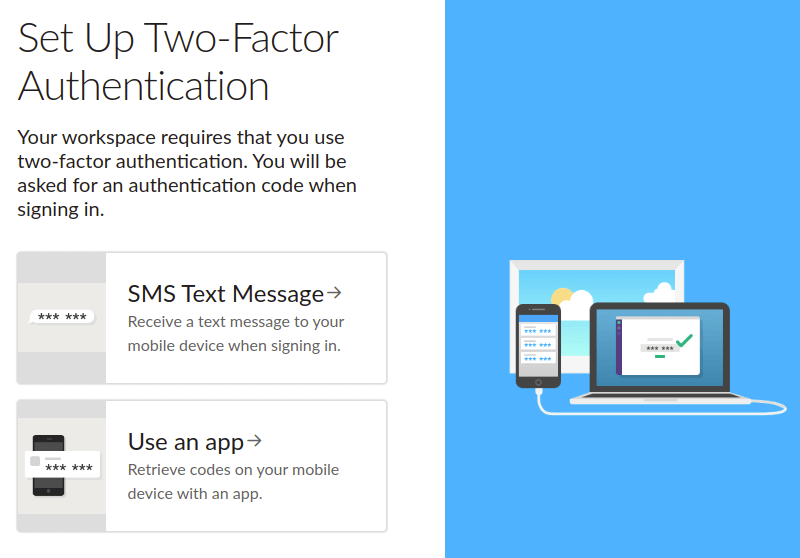 Set Up Two-Factor
Authentication
Your workspace requires that you use
two-factor authentication. You will be
asked for an authentication code when
signing in.
*** ***
SMS Text Message→
Receive a text message to your
mobile device when signing in.
*** ***
Use an app→
Retrieve codes on your mobile
device with an app.
*** ***
*** ***
*** ***
*** ***